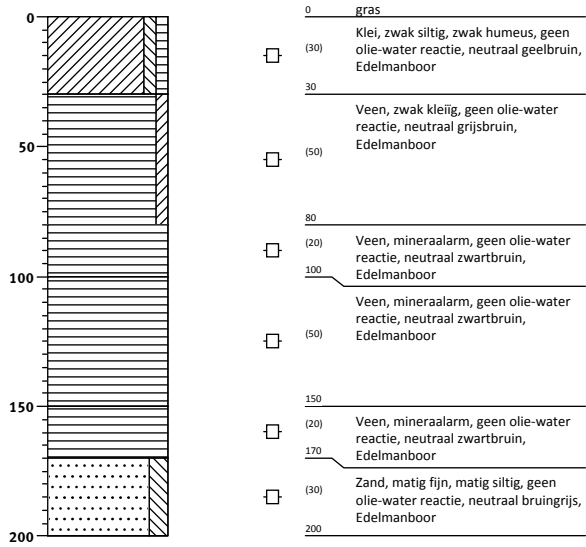 0
50
100
150
200
0 gras
(30)
Klei, zwak siltig, zwak humeus, geen
olie-water reactie, neutraal geelbruin,
Edelmanboor
30
(50)
Veen, zwak kleiïg, geen olie-water
reactie, neutraal grijsbruin,
Edelmanboor
80
(20)
Veen, mineraalarm, geen olie-water
reactie, neutraal zwartbruin,
Edelmanboor
100
(50)
Veen, mineraalarm, geen olie-water
reactie, neutraal zwartbruin,
Edelmanboor
150
(20)
Veen, mineraalarm, geen olie-water
reactie, neutraal zwartbruin,
Edelmanboor
170
(30)
Zand, matig fijn, matig siltig, geen
olie-water reactie, neutraal bruingrijs,
Edelmanboor
200